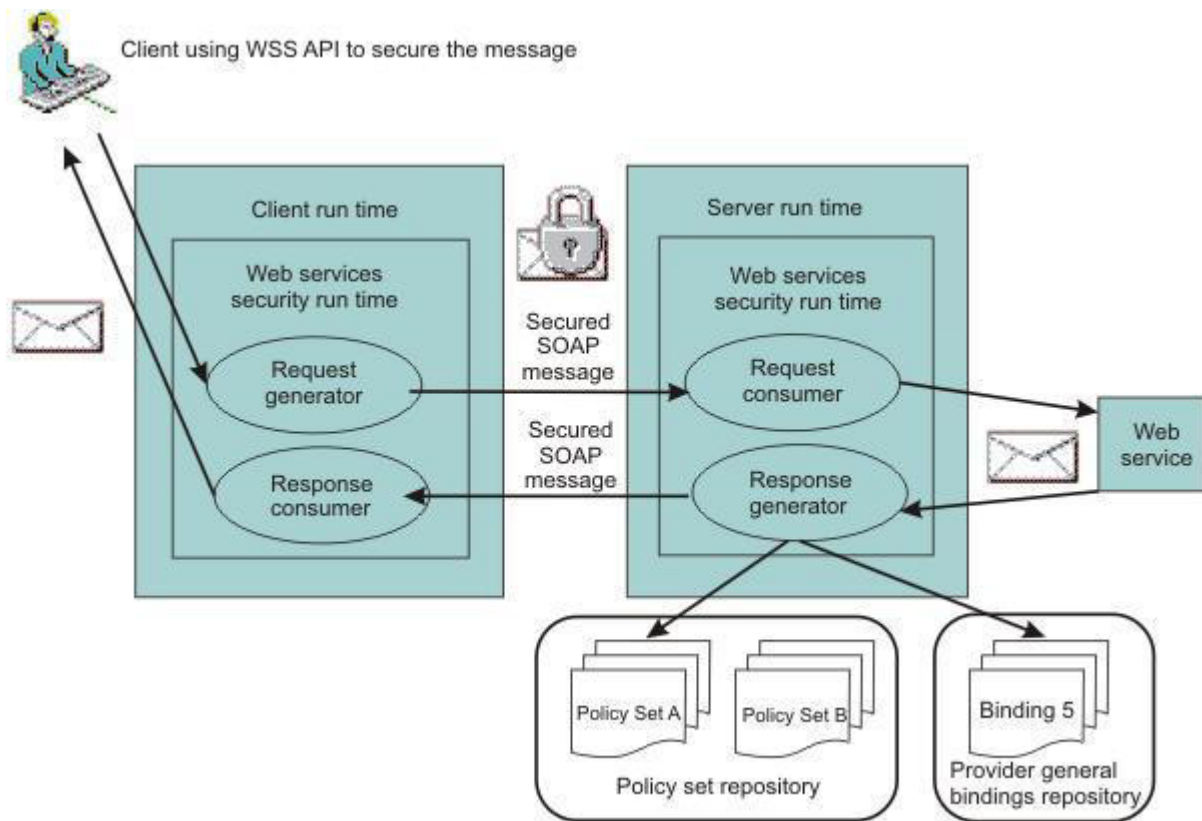 Client using WSS API to secure the message
Client run time
Web services
security run time
Request
generator
Response
consumer
Secured
SOAP
message
Secured
SOAP
message
Server run time
Web services
security run time
Request
consumer
Response
generator
Web
service
Policy Set A
Policy Set B
Policy set repository
Binding 5
Provider general
bindings repository